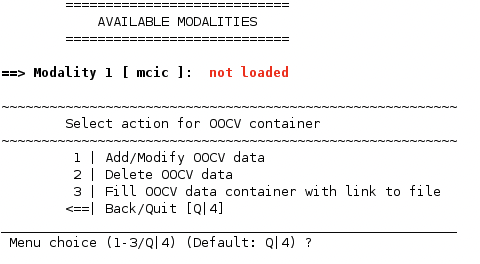 ============================
AVAILABLE MODALITIES
============================
==> Modality 1 [ mcic ]:  not loaded
~~~~~~~~~~~~~~~~~~~~~~~~~~~~~~~~~~~~~~~~~~~~~~~~~~~~~~~~~
Select action for OOCV container
~~~~~~~~~~~~~~~~~~~~~~~~~~~~~~~~~~~~~~~~~~~~~~~~~~~~~~~~~
1 | Add/Modify OOCV data
2 | Delete OOCV data
3 | Fill OOCV data container with link to file
<==| Back/Quit [Q|4]
_________________________________________________________
Menu choice (1-3/Q|4) (Default: Q|4) ?